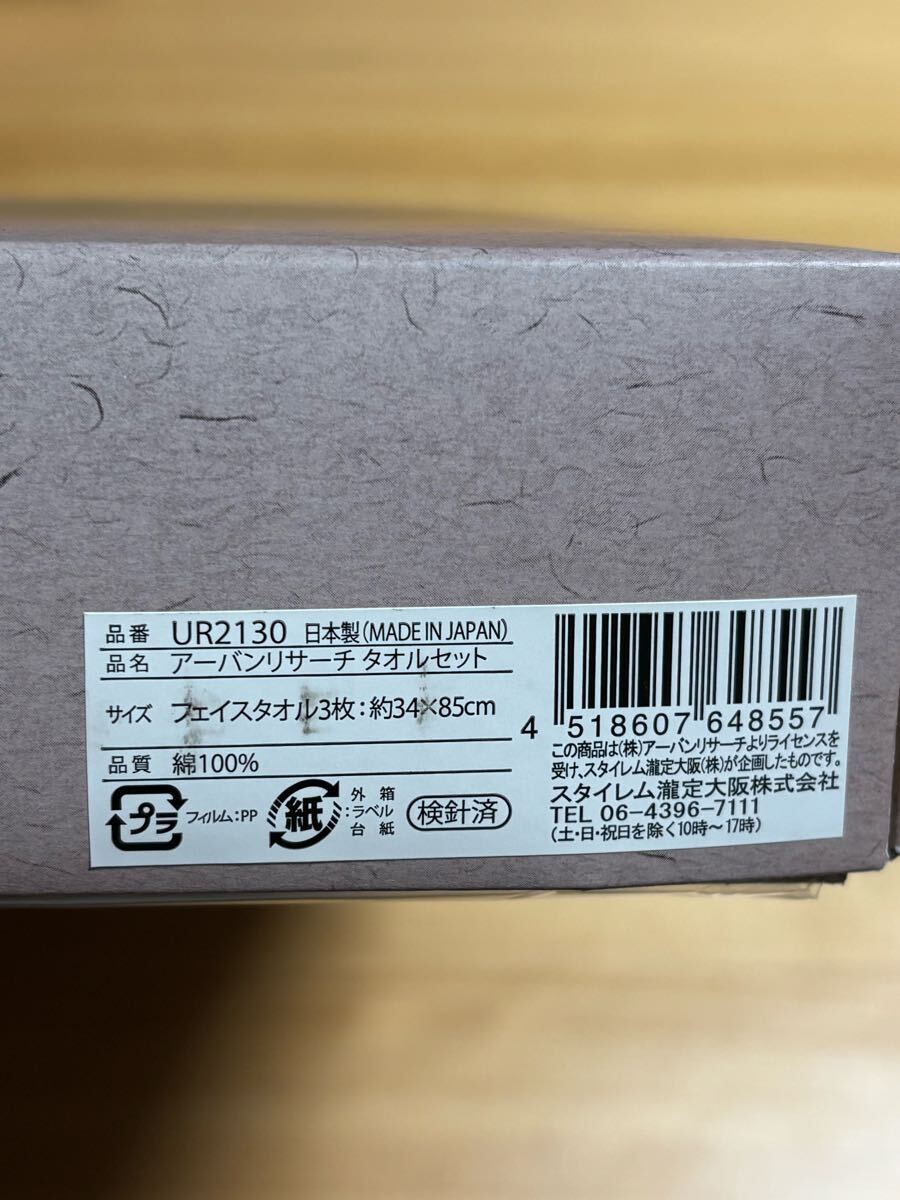 品番 UR2130 日本製(MADE IN JAPAN)
品名 アーバンリサーチ タオルセット
サイズ フェイスタオル3枚:約34×85cm
品質 綿100%
プラ フィルム:PP 紙 :外箱 ラベル 台紙 検針済
4 518607 648557
この商品は(株)アーバンリサーチよりライセンスを
受け、スタイレム瀧定大阪(株)が企画したものです。
スタイレム瀧定大阪株式会社
TEL 06-4396-7111
(土・日・祝日を除く10時~17時)